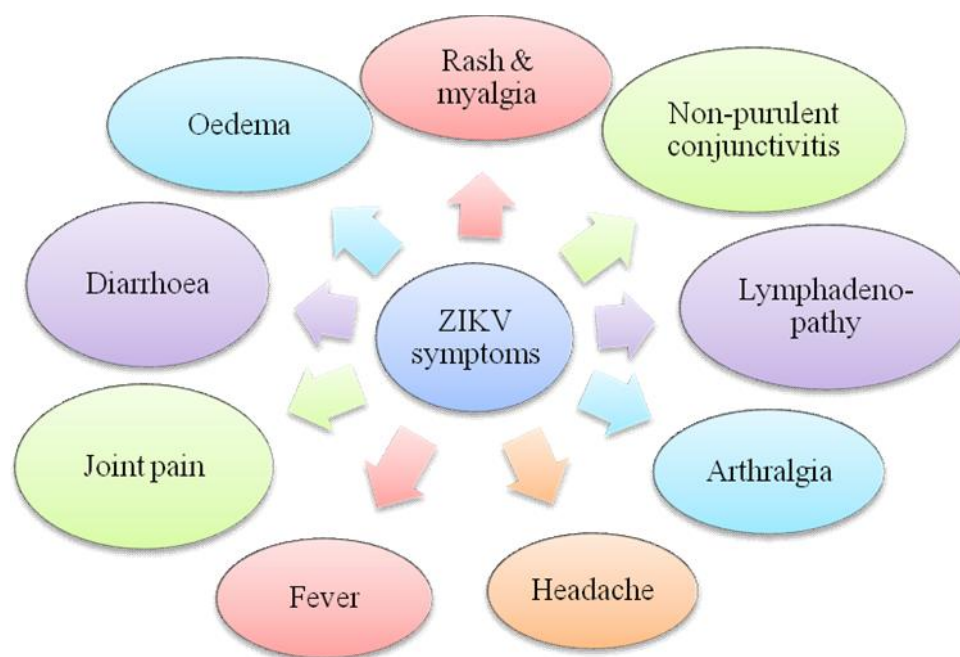 Rash &
myalgia
Non-purulent
conjunctivitis
Lymphadeno-
pathy
Arthralgia
Headache
Fever
Joint pain
Diarrhoea
Oedema
ZIKV
symptoms